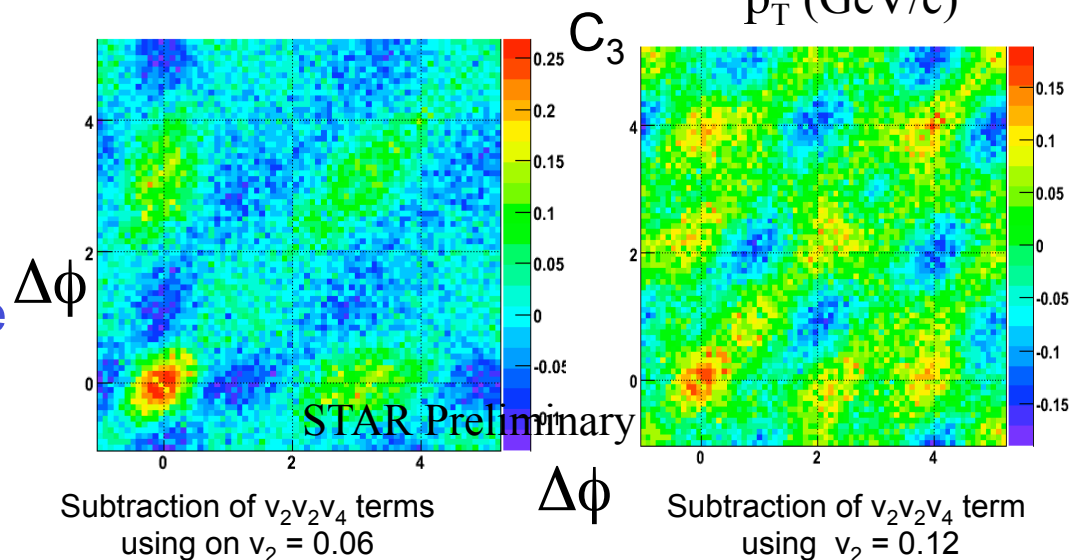 p_T (GeV/c)
C₃
0.25
0.2
0.15
0.1
0.05
0
-0.05
4
2
0
0 2 4
Δϕ
e
STAR Preliminary
0.15
0.1
0.05
0
-0.05
-0.1
-0.15
4
2
0
0 2 4
Δϕ
Subtraction of v₂v₂v₄ terms
using on v₂ = 0.06
Subtraction of v₂v₂v₄ term
using v₂ = 0.12